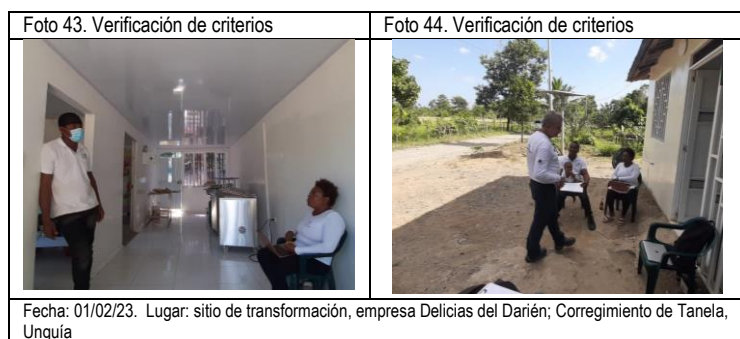 Foto 43. Verificación de criterios
Foto 44. Verificación de criterios
Fecha: 01/02/23. Lugar: sitio de transformación, empresa Delicias del Darién; Corregimiento de Tanela,
Unguía